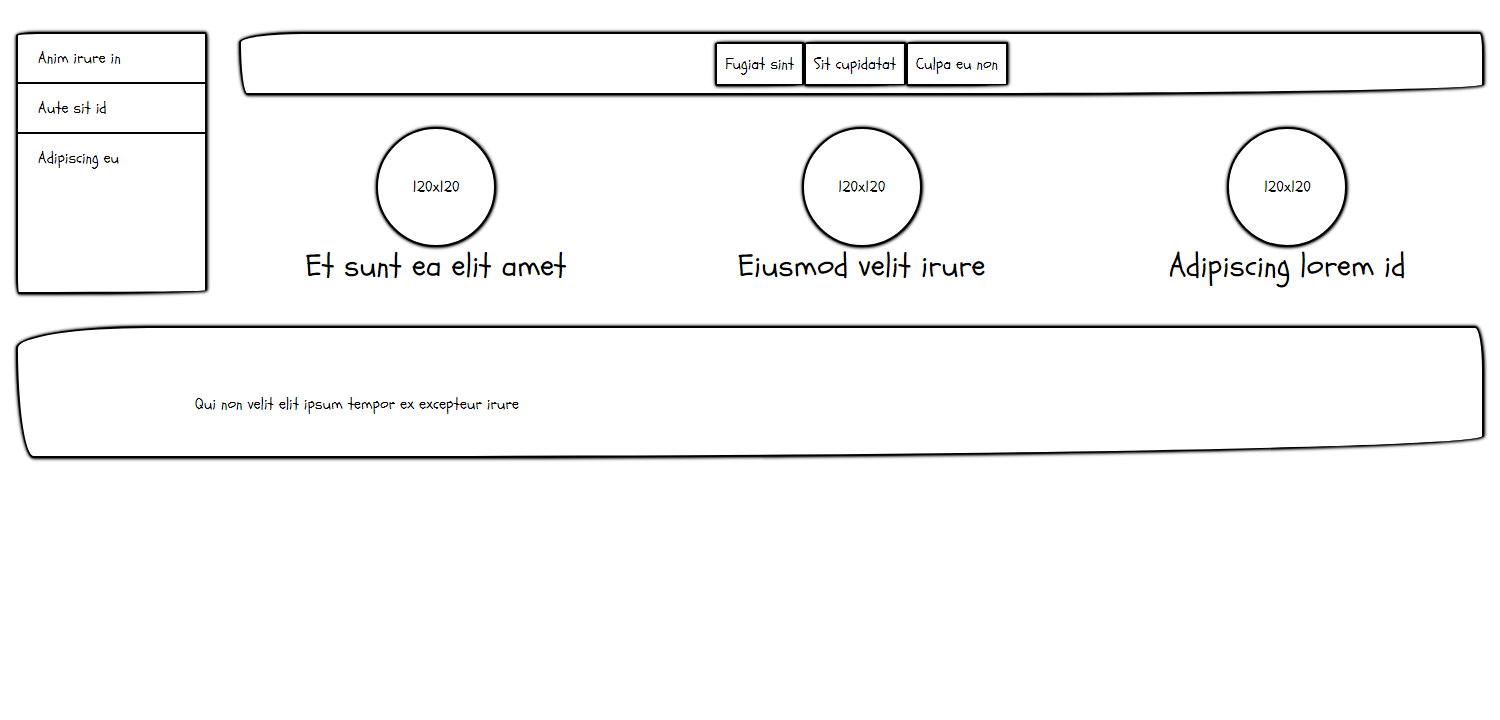 Anim irure in
Aute sit id
Adipiscing eu
Fugiat sint
Sit cupidatat
Culpa eu non
120x120
Et sunt ea elit amet
120x120
Eiusmod velit irure
120x120
Adipiscing lorem id
Qui non velit elit ipsum tempor ex excepteur irure